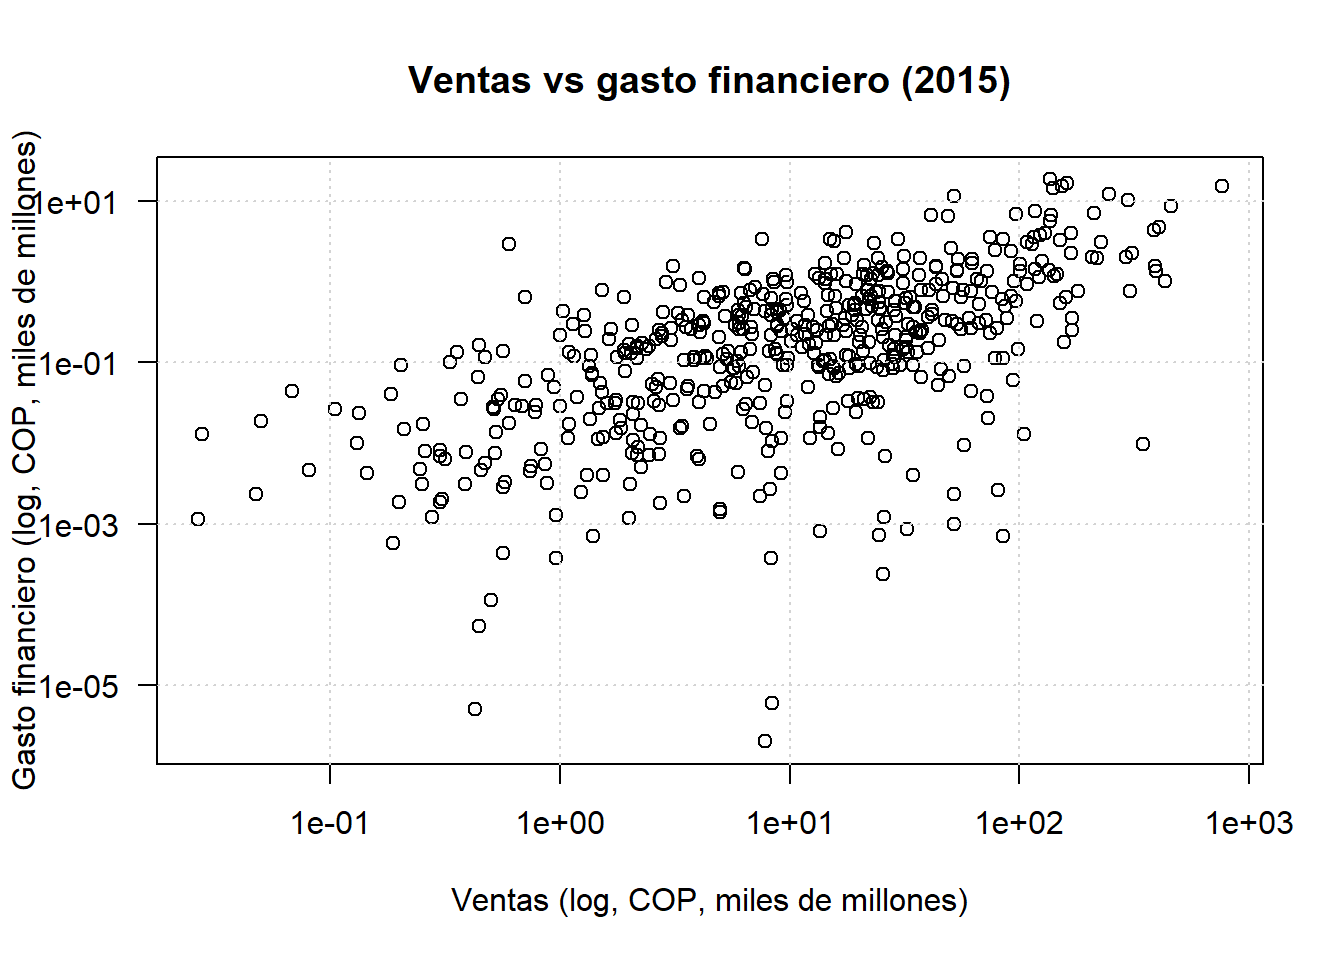 Ventas vs gasto financiero (2015)
Gasto financiero (log, COP, miles de millones)
1e+01
1e-01
1e-03
1e-05
1e-01 1e+00 1e+01 1e+02 1e+03
Ventas (log, COP, miles de millones)